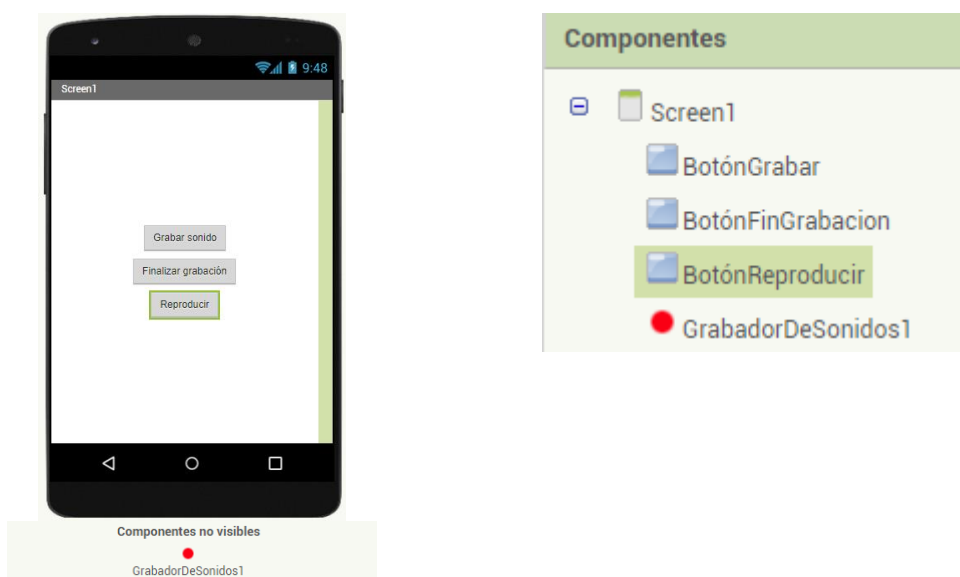 9:48
Screen1
Grabar sonido
Finalizar grabación
Reproducir
Componentes no visibles
GrabadorDeSonidos1
Componentes
Screen1
BotónGrabar
BotónFinGrabacion
BotónReproducir
GrabadorDeSonidos1